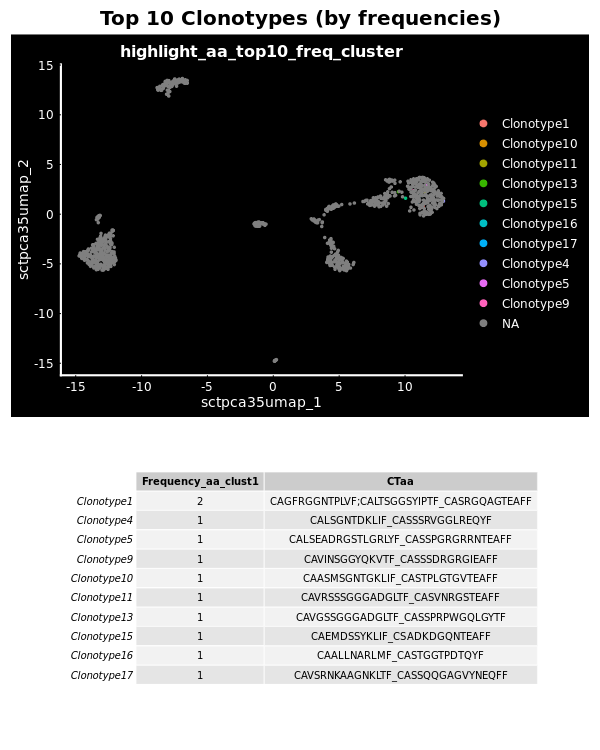 Top 10 Clonotypes (by frequencies)
highlight_aa_top10_freq_cluster
15
10
5
0
-5
-10
-15
sctpca35umap_2
-15 -10 -5 0 5 10
sctpca35umap_1
Clonotype1
Clonotype10
Clonotype11
Clonotype13
Clonotype15
Clonotype16
Clonotype17
Clonotype4
Clonotype5
Clonotype9
NA
Frequency_aa_clust1 CTaa
Clonotype1 2 CAGFRGGNTPLVF;CALTSGGSYIPTF_CASRGQAGTEAFF
Clonotype4 1 CALSGNTDKLIF_CASSSRVGGLREQYF
Clonotype5 1 CALSEADRGSTLGRLYF_CASSPGRGRRNTEAFF
Clonotype9 1 CAVINSGGYQKVTF_CASSSDRGRGIEAFF
Clonotype10 1 CAASMSGNTGKLIF_CASTPLGTGVTEAFF
Clonotype11 1 CAVRSSSGGGADGLTF_CASVNRGSTEAFF
Clonotype13 1 CAVGSSGGGADGLTF_CASSPRPWGQLGYTF
Clonotype15 1 CAEMDSSYKLIF_CSADKDGQNTEAFF
Clonotype16 1 CAALLNARLMF_CASTGGTPDTQYF
Clonotype17 1 CAVSRNKAAGNKLTF_CASSQQGAGVYNEQFF